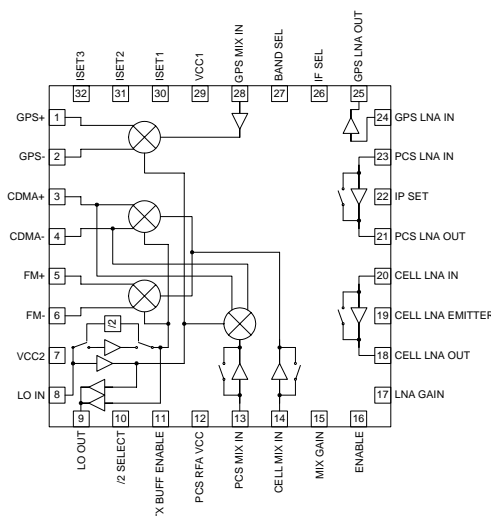 ISET3
ISET2
ISET1
VCC1
GPS MIX IN
BAND SEL
IF SEL
GPS LNA OUT
32
31
30
29
28
27
26
25
GPS+
1
24
GPS LNA IN
GPS-
2
23
PCS LNA IN
CDMA+
3
22
IP SET
CDMA-
4
21
PCS LNA OUT
FM+
5
20
CELL LNA IN
FM-
6
19
CELL LNA EMITTER
/2
VCC2
7
18
CELL LNA OUT
LO IN
8
17
LNA GAIN
9
10
11
12
13
14
15
16
LO OUT
/2 SELECT
TX BUFF ENABLE
PCS RFA VCC
PCS MIX IN
CELL MIX IN
MIX GAIN
ENABLE